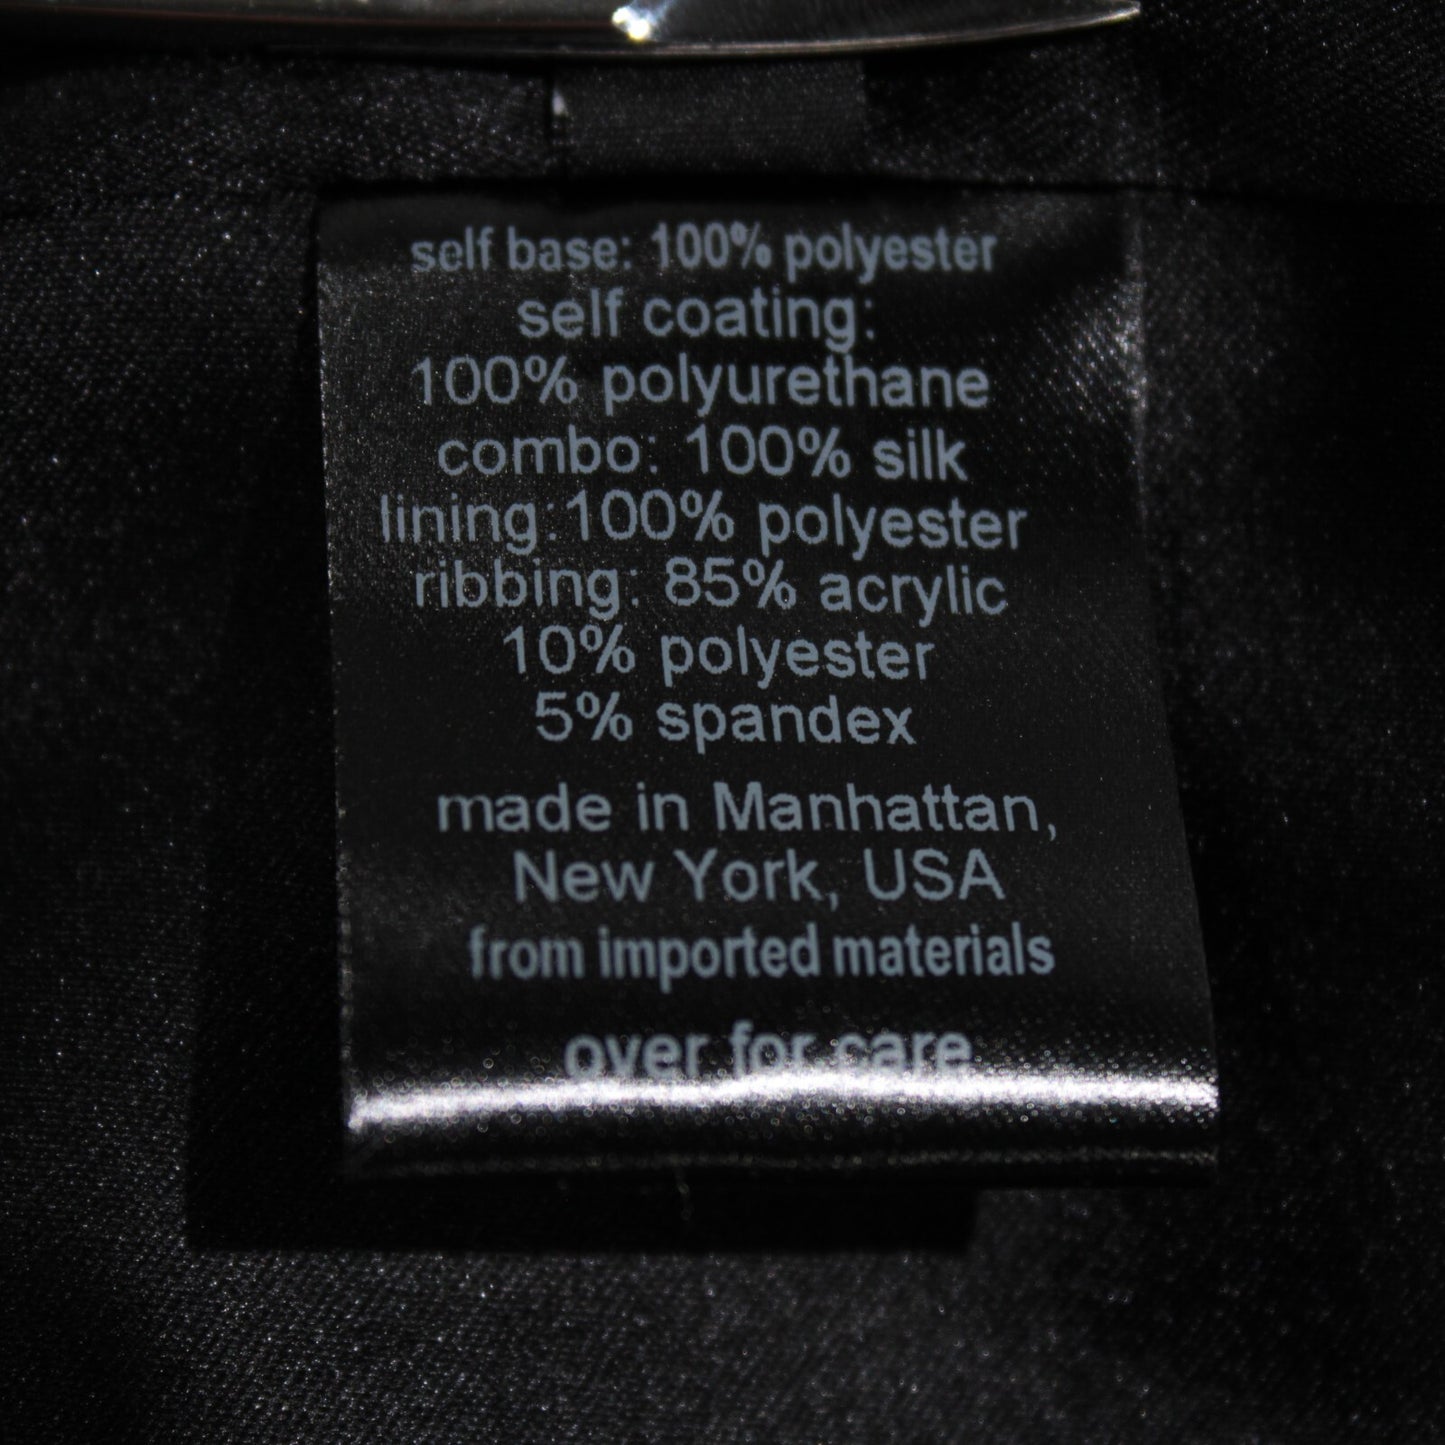 self base: 100% polyester
self coating:
100% polyurethane
combo: 100% silk
lining:100% polyester
ribbing: 85% acrylic
10% polyester
5% spandex
made in Manhattan,
New York, USA
from imported materials
over for care